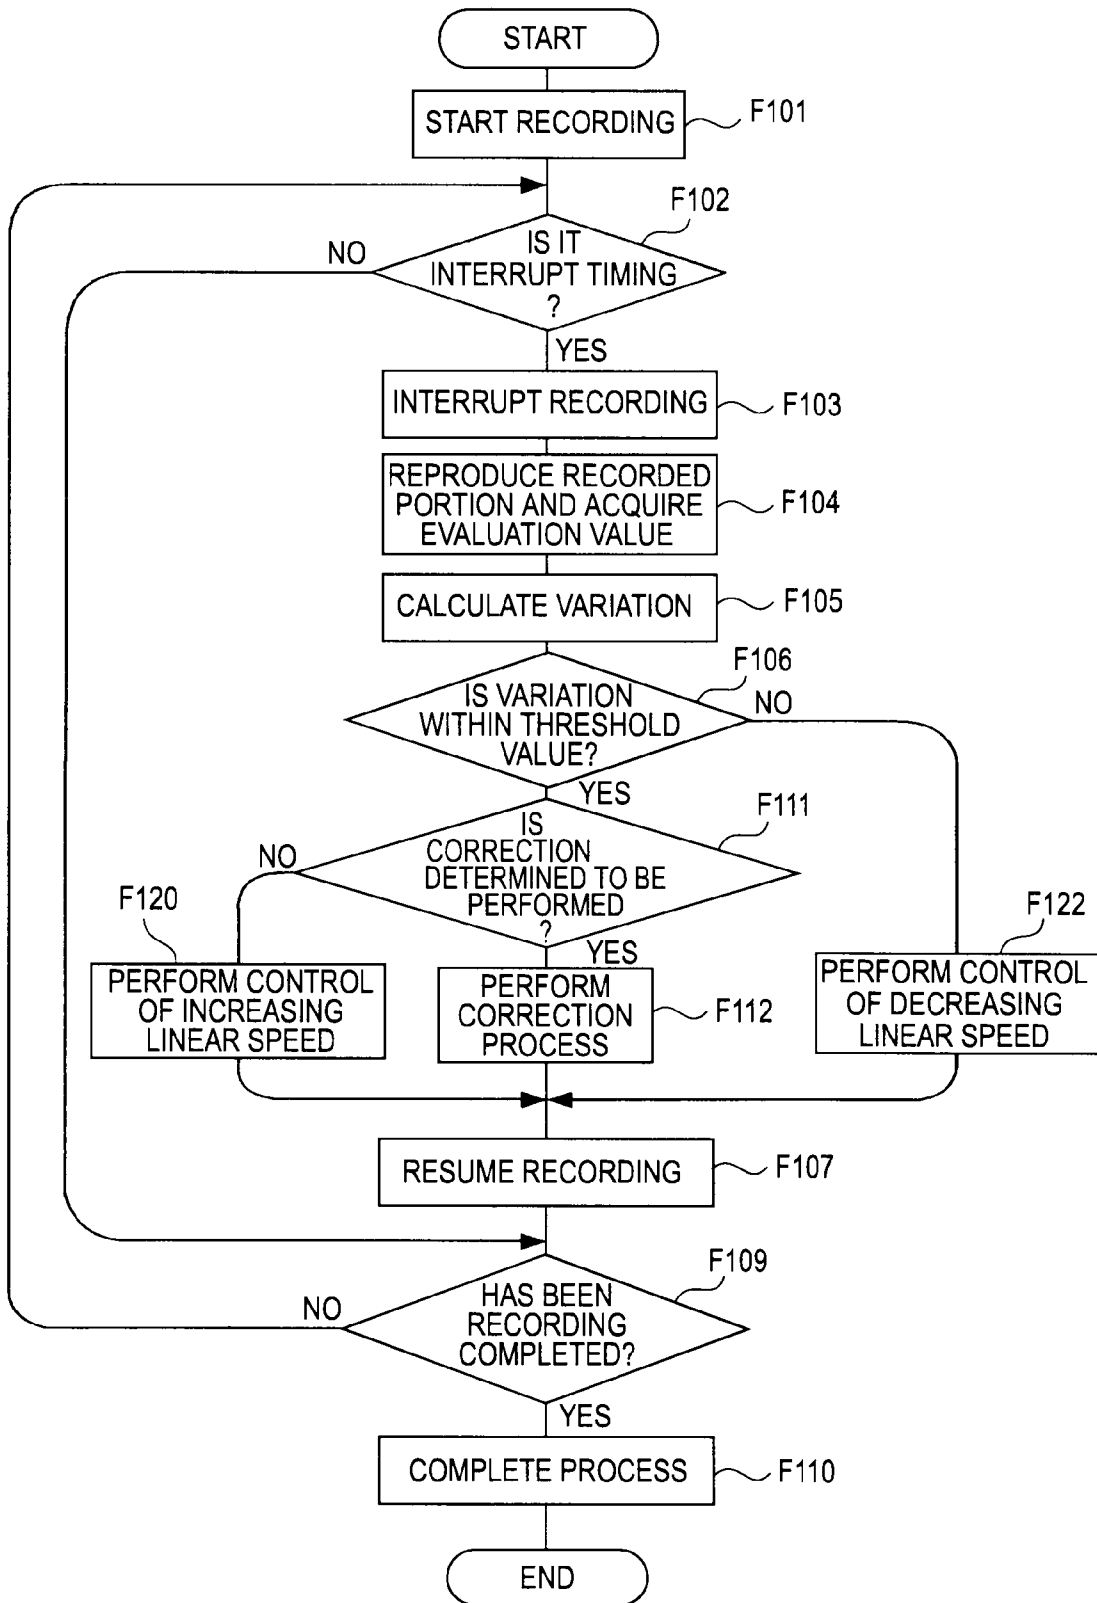 START
START RECORDING
F101
F102
NO
IS IT
INTERRUPT TIMING
?
YES
INTERRUPT RECORDING
F103
REPRODUCE RECORDED
PORTION AND ACQUIRE
EVALUATION VALUE
F104
CALCULATE VARIATION
F105
F106
IS VARIATION
WITHIN THRESHOLD
VALUE?
NO
YES
F111
IS
CORRECTION
DETERMINED TO BE
PERFORMED
?
NO
YES
F120
PERFORM CONTROL
OF INCREASING
LINEAR SPEED
PERFORM
CORRECTION
PROCESS
F112
F122
PERFORM CONTROL
OF DECREASING
LINEAR SPEED
RESUME RECORDING
F107
F109
NO
HAS BEEN
RECORDING
COMPLETED?
YES
COMPLETE PROCESS
F110
END